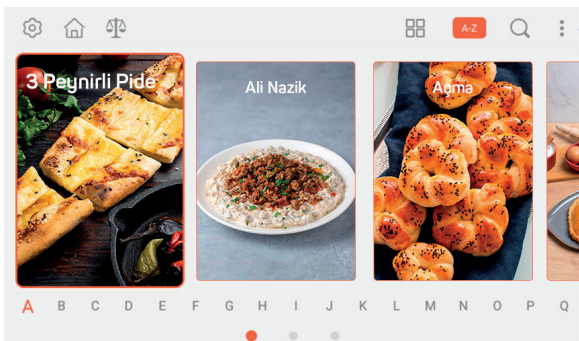 A-Z
3 Peynirli Pide
Ali Nazik
Açma
A B C D E F G H I J K L M N O P Q